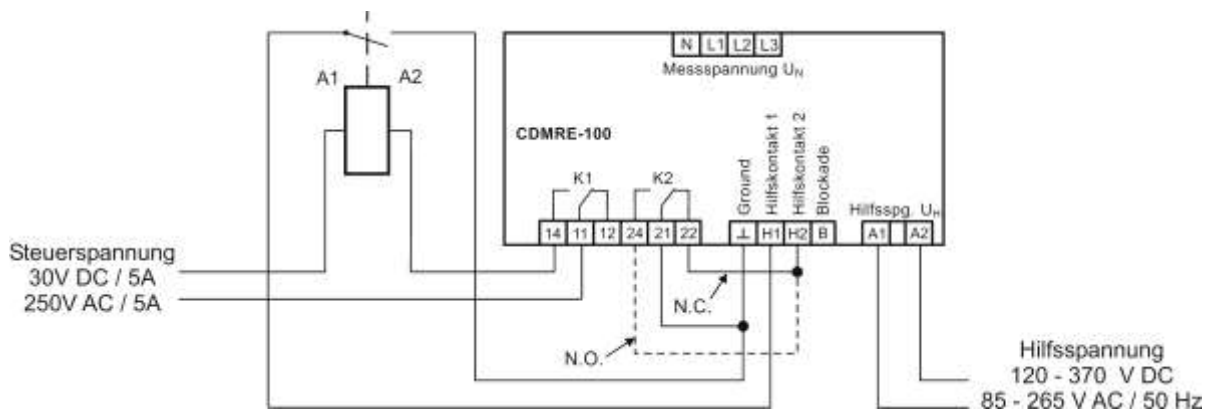 N L1 L2 L3
Messspannung UN
A1 A2
CDMRE-100
K1 K2
Ground
Hilfskontakt 1
Hilfskontakt 2
Blockade
Hilfsspg. UH
14 11 12 24 21 22 ⊥ H1 H2 B A1 A2
Steuerspannung
30V DC / 5A
250V AC / 5A
N.C.
N.O.
Hilfsspannung
120 - 370 V DC
85 - 265 V AC / 50 Hz